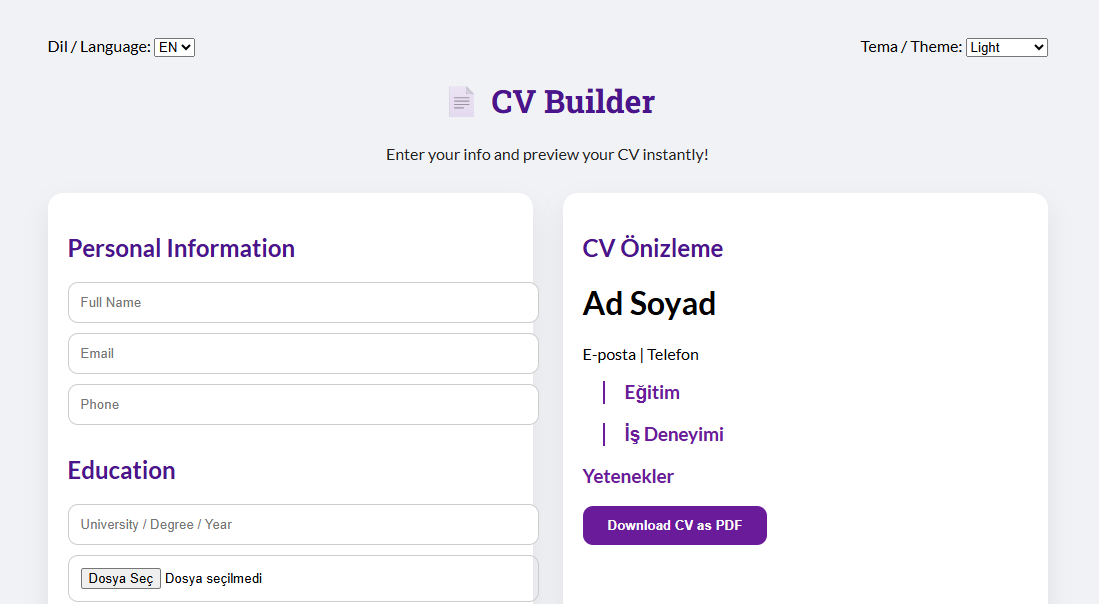 Dil / Language: EN
Tema / Theme: Light
CV Builder
Enter your info and preview your CV instantly!
Personal Information
Full Name
Email
Phone
Education
University / Degree / Year
Dosya Seç Dosya seçilmedi
CV Önizleme
Ad Soyad
E-posta | Telefon
Eğitim
İş Deneyimi
Yetenekler
Download CV as PDF